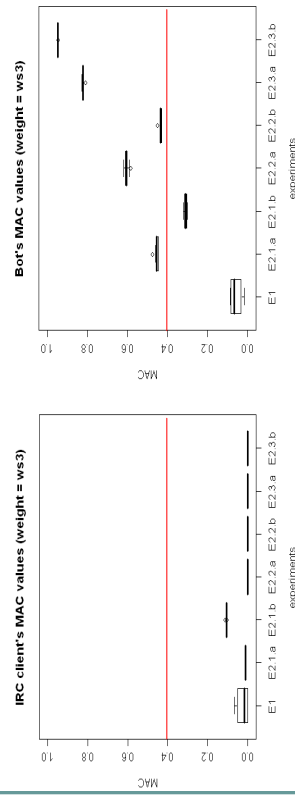 IRC client's MAC values (weight = ws3)
MAC
1.0
0.8
0.6
0.4
0.2
0.0
E1 E2.1.a E2.1.b E2.2.a E2.2.b E2.3.a E2.3.b
experiments
Bot's MAC values (weight = ws3)
MAC
1.0
0.8
0.6
0.4
0.2
0.0
E1 E2.1.a E2.1.b E2.2.a E2.2.b E2.3.a E2.3.b
experiments